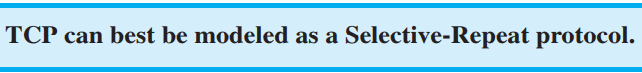 TCP can best be modeled as a Selective-Repeat protocol.